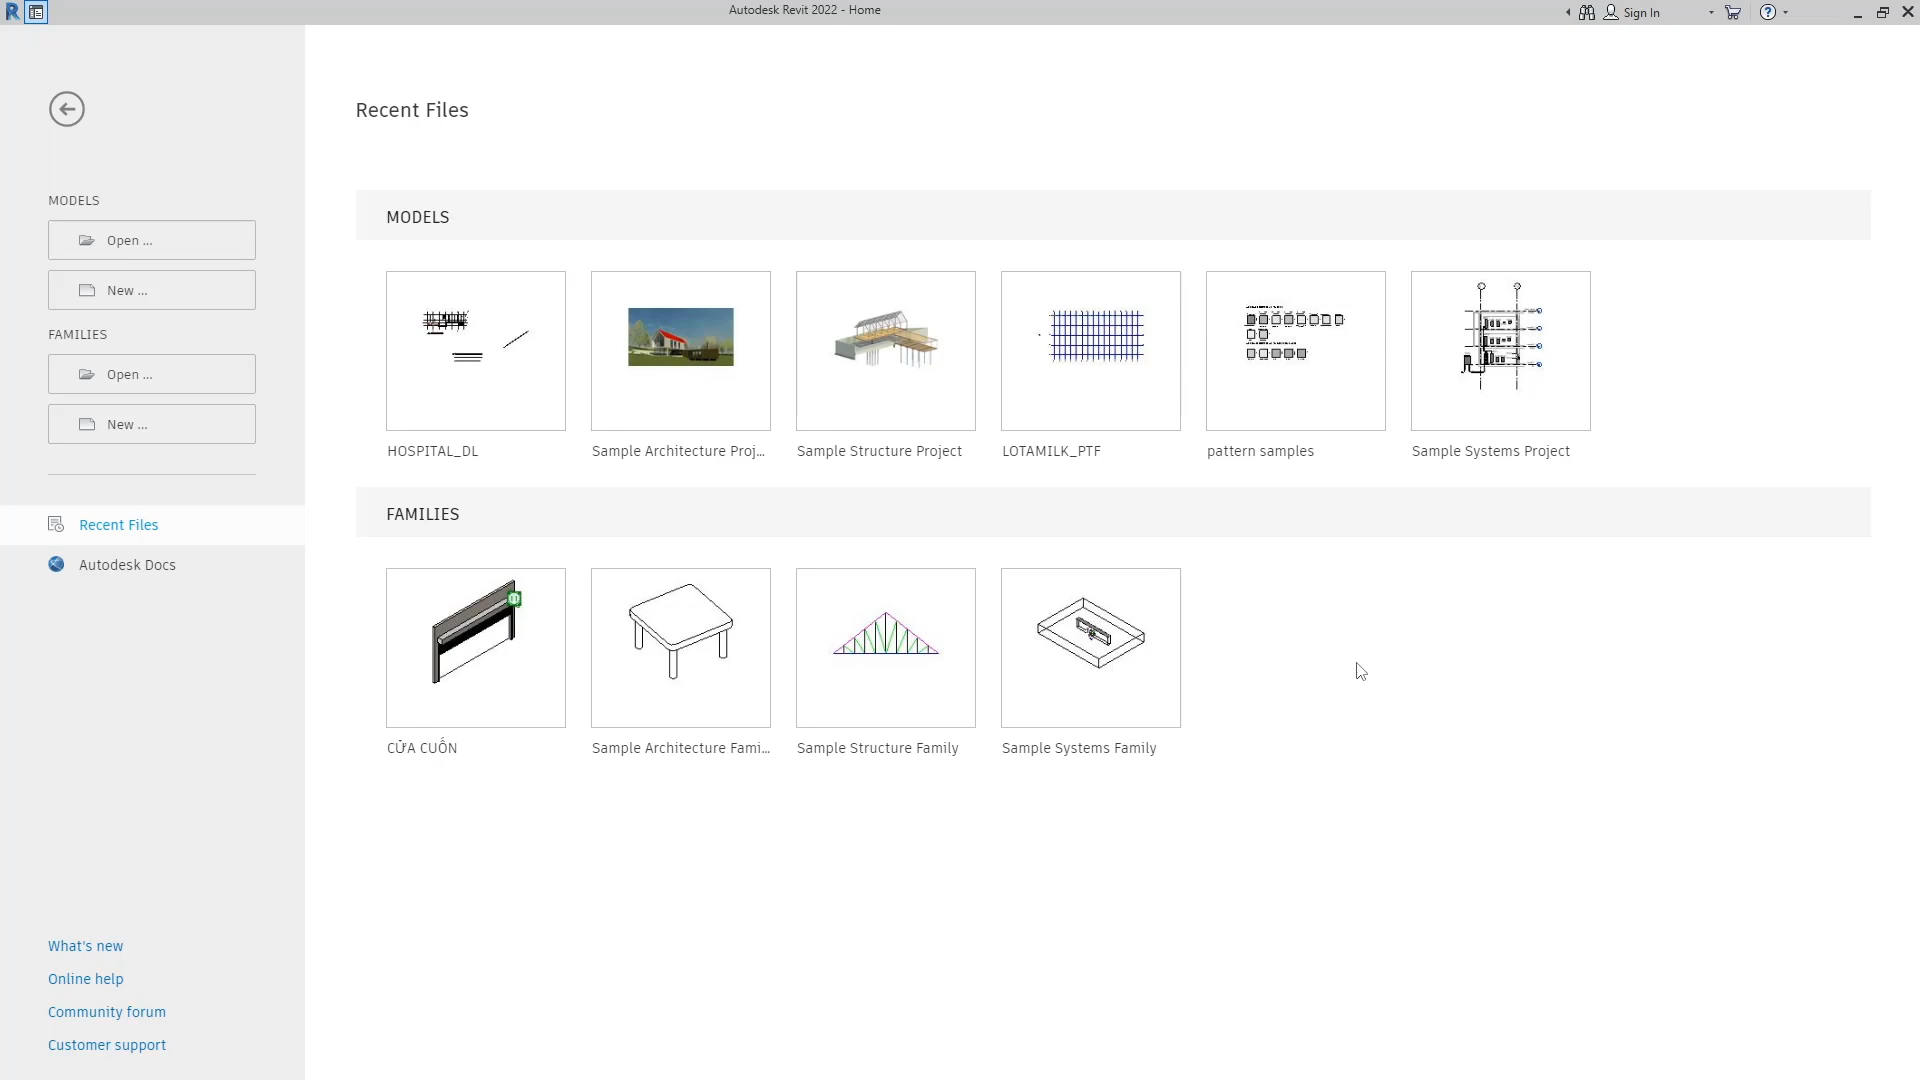 Autodesk Revit 2022 - Home
Sign In
Recent Files
MODELS
Open ...
New ...
FAMILIES
Open ...
New ...
Recent Files
Autodesk Docs
What's new
Online help
Community forum
Customer support
MODELS
HOSPITAL_DL
Sample Architecture Proj...
Sample Structure Project
LOTAMILK_PTF
pattern samples
Sample Systems Project
FAMILIES
CỬA CUỐN
Sample Architecture Fami...
Sample Structure Family
Sample Systems Family